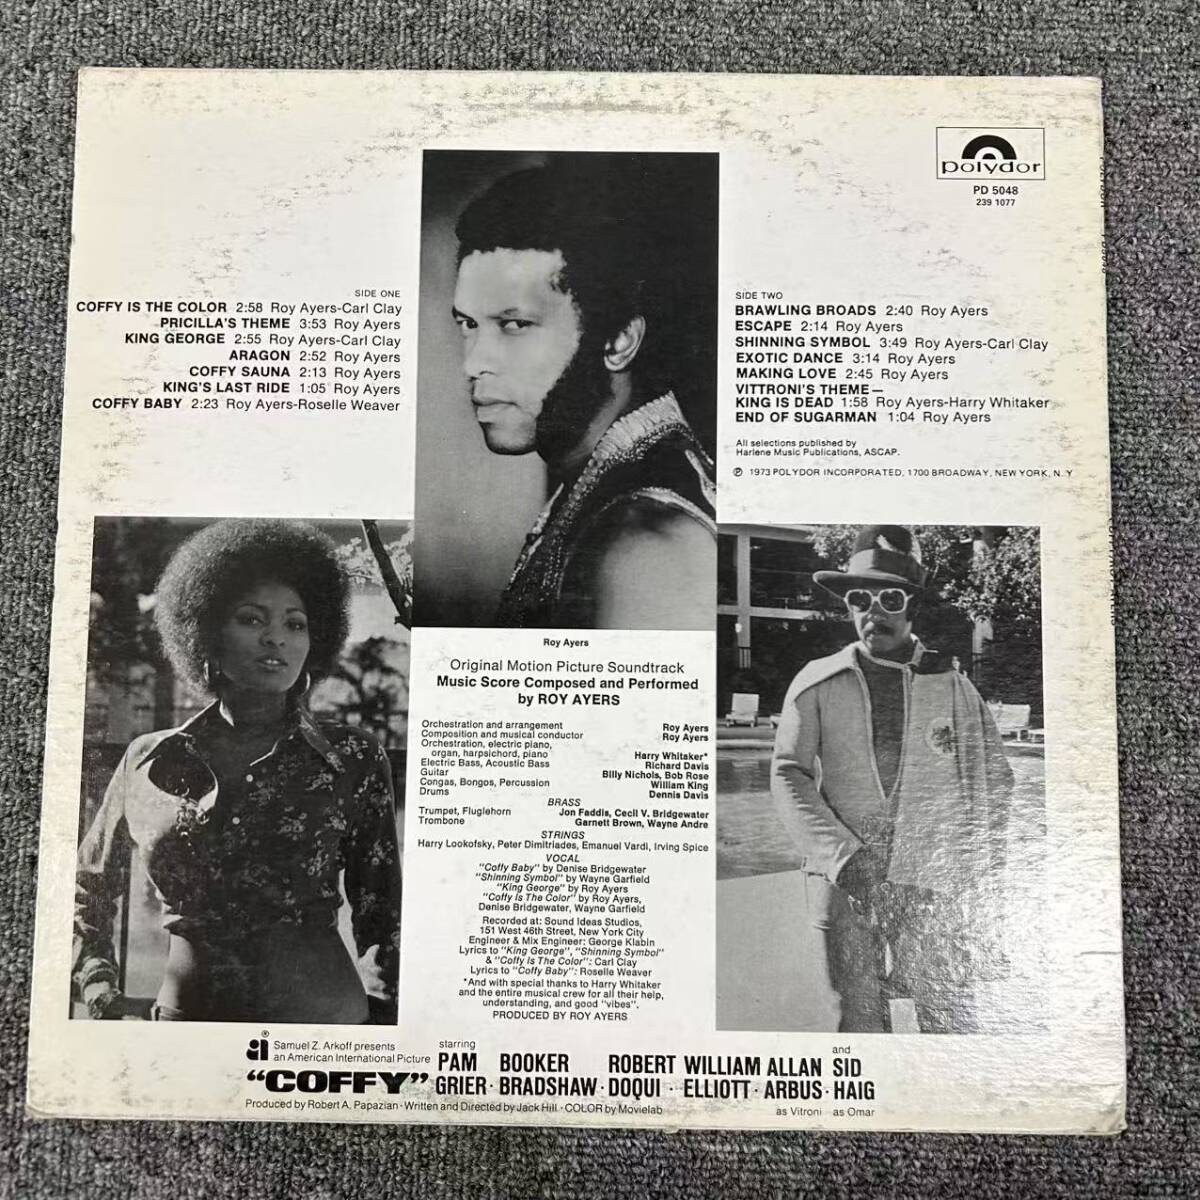 polydor
PD 5048
239 1077
SIDE ONE
COFFY IS THE COLOR 2:58 Roy Ayers-Carl Clay
PRICILLA'S THEME 3:53 Roy Ayers
KING GEORGE 2:55 Roy Ayers-Carl Clay
ARAGON 2:52 Roy Ayers
COFFY SAUNA 2:13 Roy Ayers
KING'S LAST RIDE 1:05 Roy Ayers
COFFY BABY 2:23 Roy Ayers-Roselle Weaver
SIDE TWO
BRAWLING BROADS 2:40 Roy Ayers
ESCAPE 2:14 Roy Ayers
SHINNING SYMBOL 3:49 Roy Ayers-Carl Clay
EXOTIC DANCE 3:14 Roy Ayers
MAKING LOVE 2:45 Roy Ayers
VITTRONI'S THEME—
KING IS DEAD 1:58 Roy Ayers-Harry Whitaker
END OF SUGARMAN 1:04 Roy Ayers
All selections published by
Harlene Music Publications, ASCAP.
℗ 1973 POLYDOR INCORPORATED, 1700 BROADWAY, NEW YORK, N.Y
Roy Ayers
Original Motion Picture Soundtrack
Music Score Composed and Performed
by ROY AYERS
Orchestration and arrangement Roy Ayers
Composition and musical conductor Roy Ayers
Orchestration, electric piano,
organ, harpsichord, piano Harry Whitaker*
Electric Bass, Acoustic Bass Richard Davis
Guitar Billy Nichols, Bob Rose
Congas, Bongos, Percussion William King
Drums Dennis Davis
BRASS
Trumpet, Fluglehorn Jon Faddis, Cecil V. Bridgewater
Trombone Garnett Brown, Wayne Andre
STRINGS
Harry Lookofsky, Peter Dimitriades, Emanuel Vardi, Irving Spice
VOCAL
"Coffy Baby" by Denise Bridgewater
"Shinning Symbol" by Wayne Garfield
"King George" by Roy Ayers
"Coffy Is The Color" by Roy Ayers,
Denise Bridgewater, Wayne Garfield
Recorded at: Sound Ideas Studios,
151 West 46th Street, New York City
Engineer & Mix Engineer: George Klabin
Lyrics to "King George", "Shinning Symbol"
& "Coffy Is The Color": Carl Clay
Lyrics to "Coffy Baby": Roselle Weaver
*And with special thanks to Harry Whitaker
and the entire musical crew for all their help,
understanding, and good "vibes".
PRODUCED BY ROY AYERS
ai
Samuel Z. Arkoff presents
an American International Picture
"COFFY"
starring
PAM GRIER · BOOKER BRADSHAW · ROBERT DOQUI · WILLIAM ELLIOTT · ALLAN ARBUS · and SID HAIG
as Vitroni as Omar
Produced by Robert A. Papazian · Written and Directed by Jack Hill · COLOR by Movielab